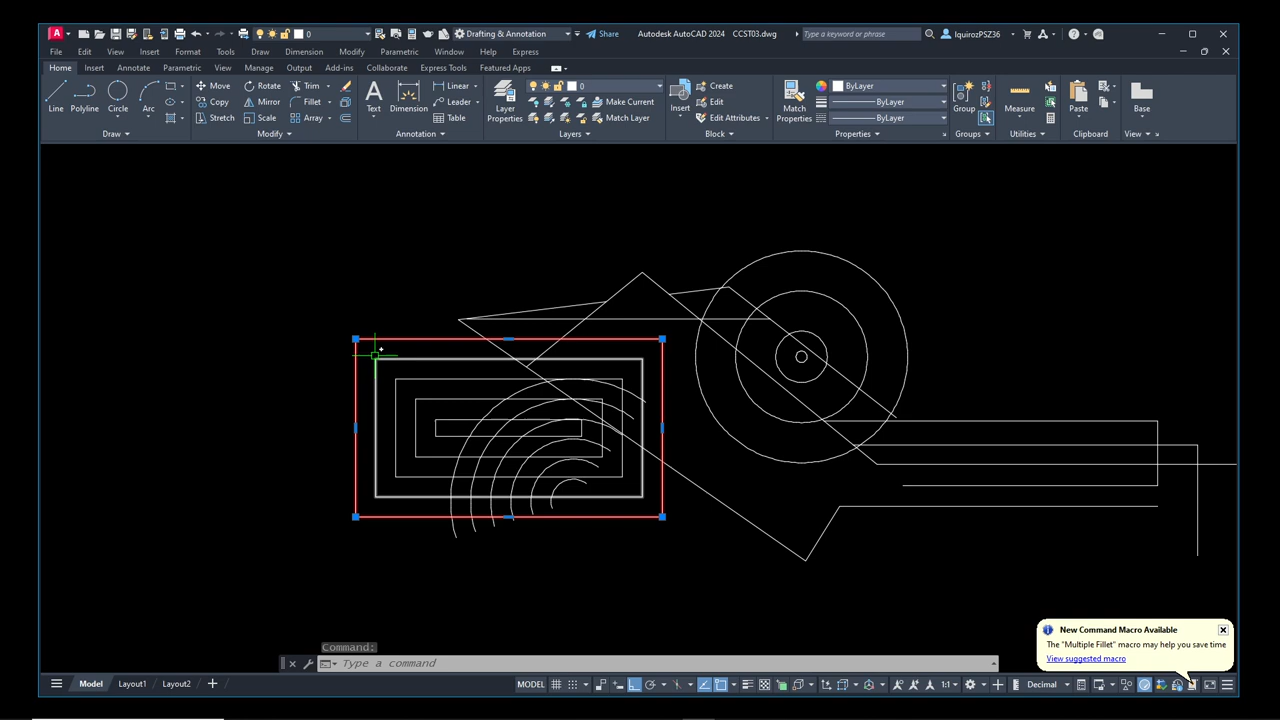 A 0 Drafting & Annotation Share Autodesk AutoCAD 2024 CCST03.dwg Type a keyword or phrase lquirozPSZ36
File Edit View Insert Format Tools Draw Dimension Modify Parametric Window Help Express
Home Insert Annotate Parametric View Manage Output Add-ins Collaborate Express Tools Featured Apps
Line Polyline Circle Arc Move Rotate Trim Text Dimension Linear Layer Properties 0 Insert Create Match Properties ByLayer Group Measure Paste Base
Copy Mirror Fillet Leader Make Current Edit ByLayer
Stretch Scale Array Table Match Layer Edit Attributes ByLayer
Draw Modify Annotation Layers Block Properties Groups Utilities Clipboard View
New Command Macro Available
The "Multiple Fillet" macro may help you save time
View suggested macro
Command:
Type a command
Model Layout1 Layout2 + MODEL 1:1 Decimal